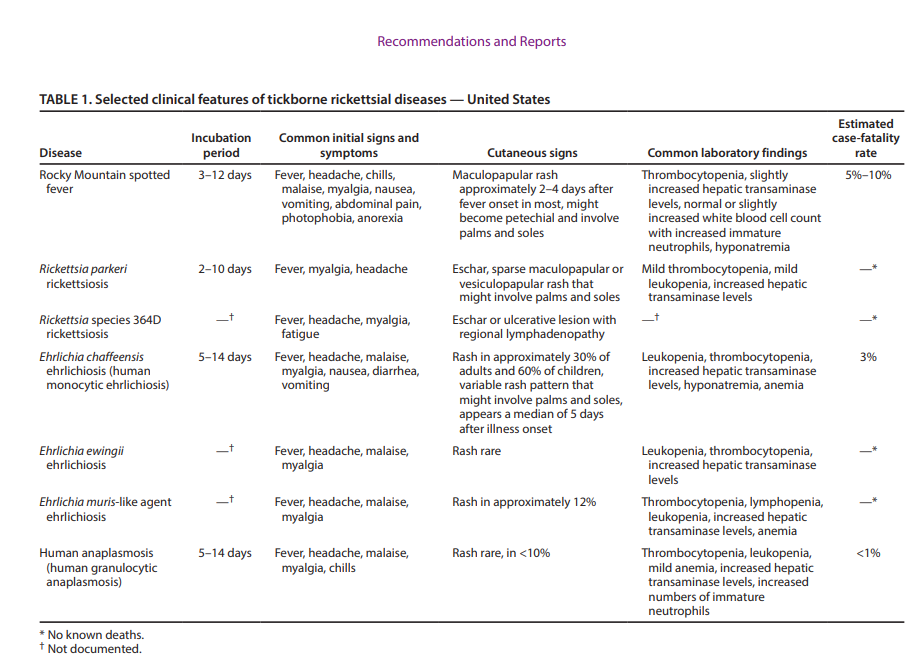 Recommendations and Reports
TABLE 1. Selected clinical features of tickborne rickettsial diseases — United States
Disease
Incubation
period
Common initial signs and
symptoms
Cutaneous signs
Common laboratory findings
Estimated
case-fatality
rate
Rocky Mountain spotted
fever
3–12 days
Fever, headache, chills,
malaise, myalgia, nausea,
vomiting, abdominal pain,
photophobia, anorexia
Maculopapular rash
approximately 2–4 days after
fever onset in most, might
become petechial and involve
palms and soles
Thrombocytopenia, slightly
increased hepatic transaminase
levels, normal or slightly
increased white blood cell count
with increased immature
neutrophils, hyponatremia
5%–10%
Rickettsia parkeri
rickettsiosis
2–10 days
Fever, myalgia, headache
Eschar, sparse maculopapular or
vesiculopapular rash that
might involve palms and soles
Mild thrombocytopenia, mild
leukopenia, increased hepatic
transaminase levels
—*
Rickettsia species 364D
rickettsiosis
—†
Fever, headache, myalgia,
fatigue
Eschar or ulcerative lesion with
regional lymphadenopathy
—†
—*
Ehrlichia chaffeensis
ehrlichiosis (human
monocytic ehrlichiosis)
5–14 days
Fever, headache, malaise,
myalgia, nausea, diarrhea,
vomiting
Rash in approximately 30% of
adults and 60% of children,
variable rash pattern that
might involve palms and soles,
appears a median of 5 days
after illness onset
Leukopenia, thrombocytopenia,
increased hepatic transaminase
levels, hyponatremia, anemia
3%
Ehrlichia ewingii
ehrlichiosis
—†
Fever, headache, malaise,
myalgia
Rash rare
Leukopenia, thrombocytopenia,
increased hepatic transaminase
levels
—*
Ehrlichia muris-like agent
ehrlichiosis
—†
Fever, headache, malaise,
myalgia
Rash in approximately 12%
Thrombocytopenia, lymphopenia,
leukopenia, increased hepatic
transaminase levels, anemia
—*
Human anaplasmosis
(human granulocytic
anaplasmosis)
5–14 days
Fever, headache, malaise,
myalgia, chills
Rash rare, in <10%
Thrombocytopenia, leukopenia,
mild anemia, increased hepatic
transaminase levels, increased
numbers of immature
neutrophils
<1%
* No known deaths.
† Not documented.